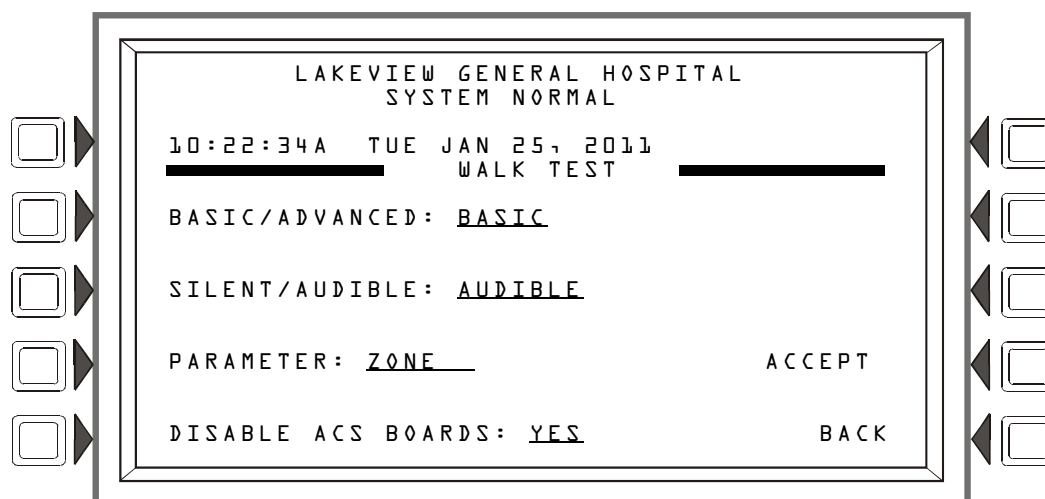 LAKEVIEW GENERAL HOSPITAL
SYSTEM NORMAL
10:22:34A TUE JAN 25, 2011
WALK TEST
BASIC/ADVANCED: BASIC
SILENT/AUDIBLE: AUDIBLE
PARAMETER: ZONE ACCEPT
DISABLE ACS BOARDS: YES BACK